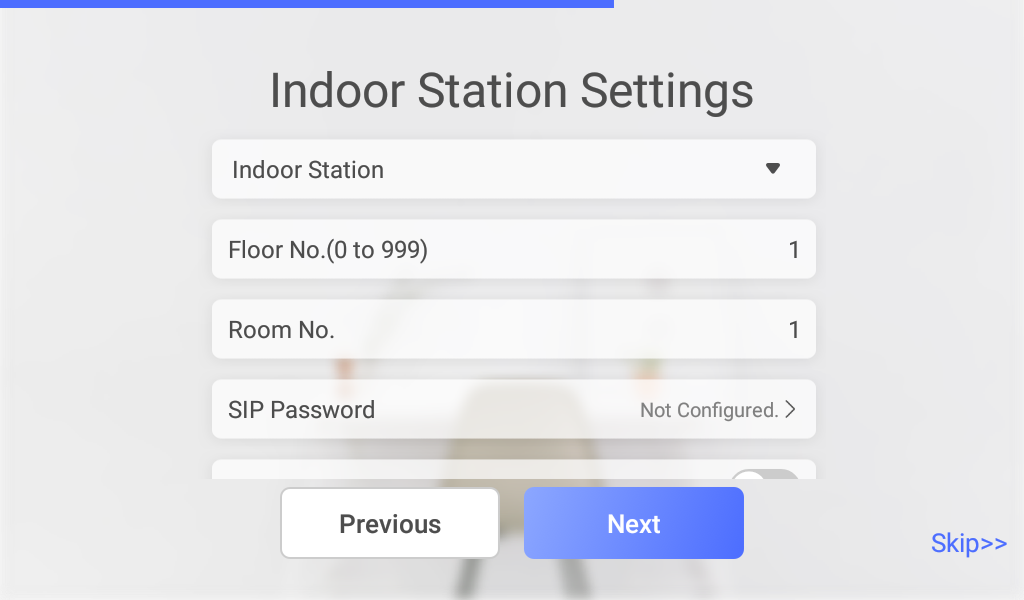 Indoor Station Settings
Indoor Station
Floor No.(0 to 999) 1
Room No. 1
SIP Password Not Configured.
Previous Next
Skip>>